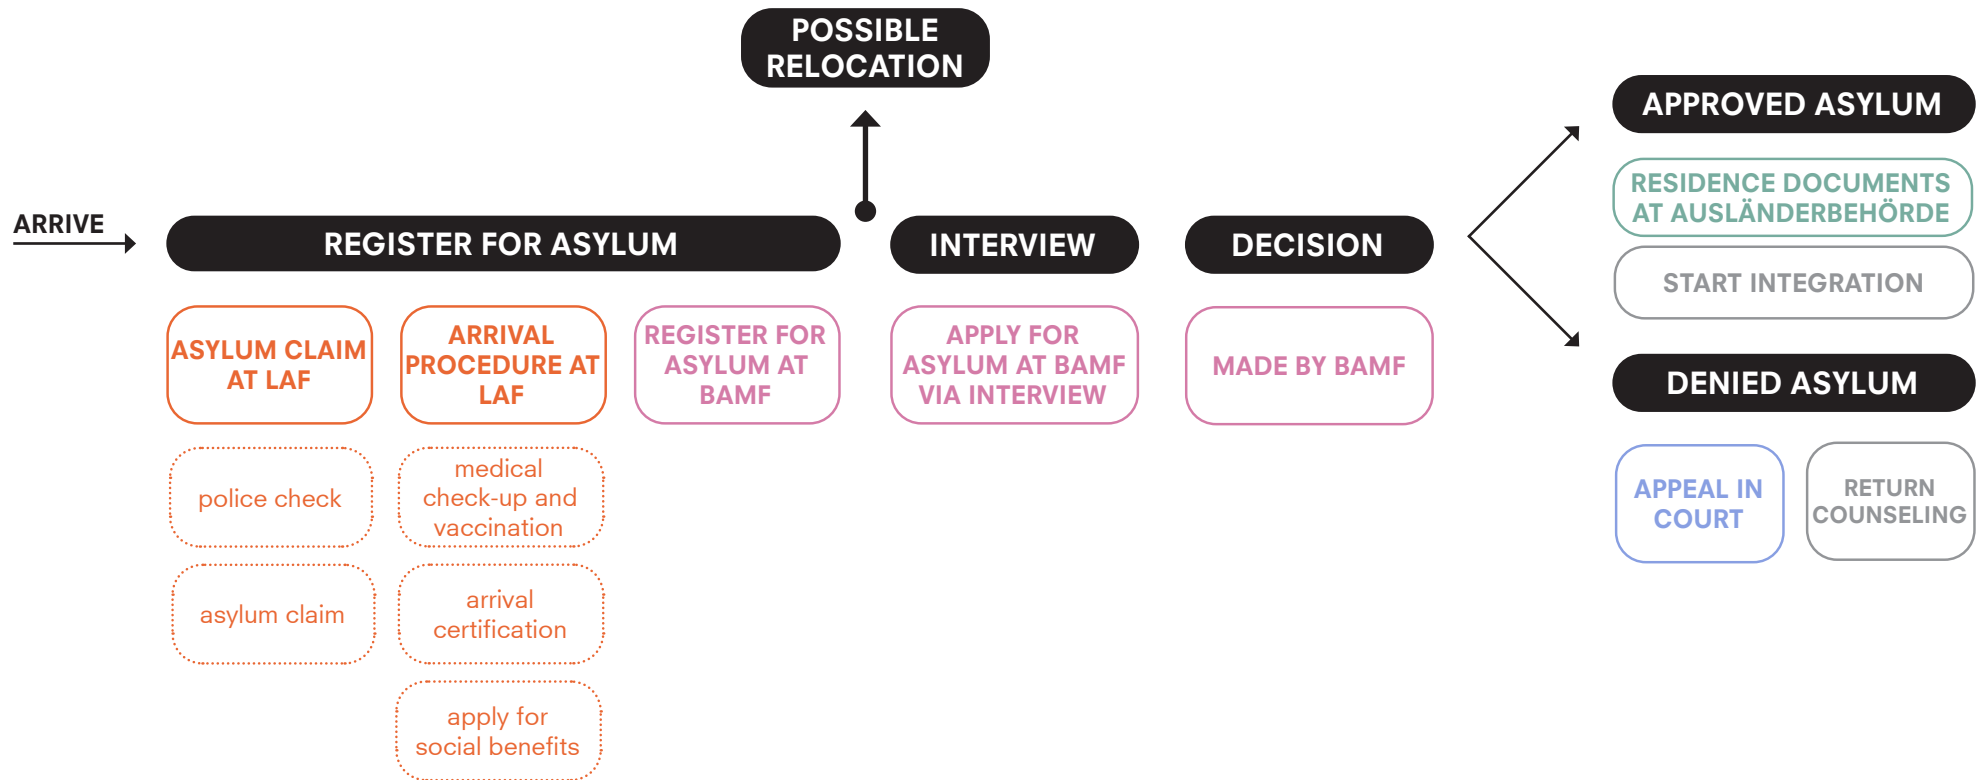 POSSIBLE
RELOCATION
ARRIVE
REGISTER FOR ASYLUM
ASYLUM CLAIM
AT LAF
police check
asylum claim
ARRIVAL
PROCEDURE AT
LAF
medical
check-up and
vaccination
arrival
certification
apply for
social benefits
REGISTER FOR
ASYLUM AT
BAMF
INTERVIEW
APPLY FOR
ASYLUM AT BAMF
VIA INTERVIEW
DECISION
MADE BY BAMF
APPROVED ASYLUM
RESIDENCE DOCUMENTS
AT AUSLÄNDERBEHÖRDE
START INTEGRATION
DENIED ASYLUM
APPEAL IN
COURT
RETURN
COUNSELING